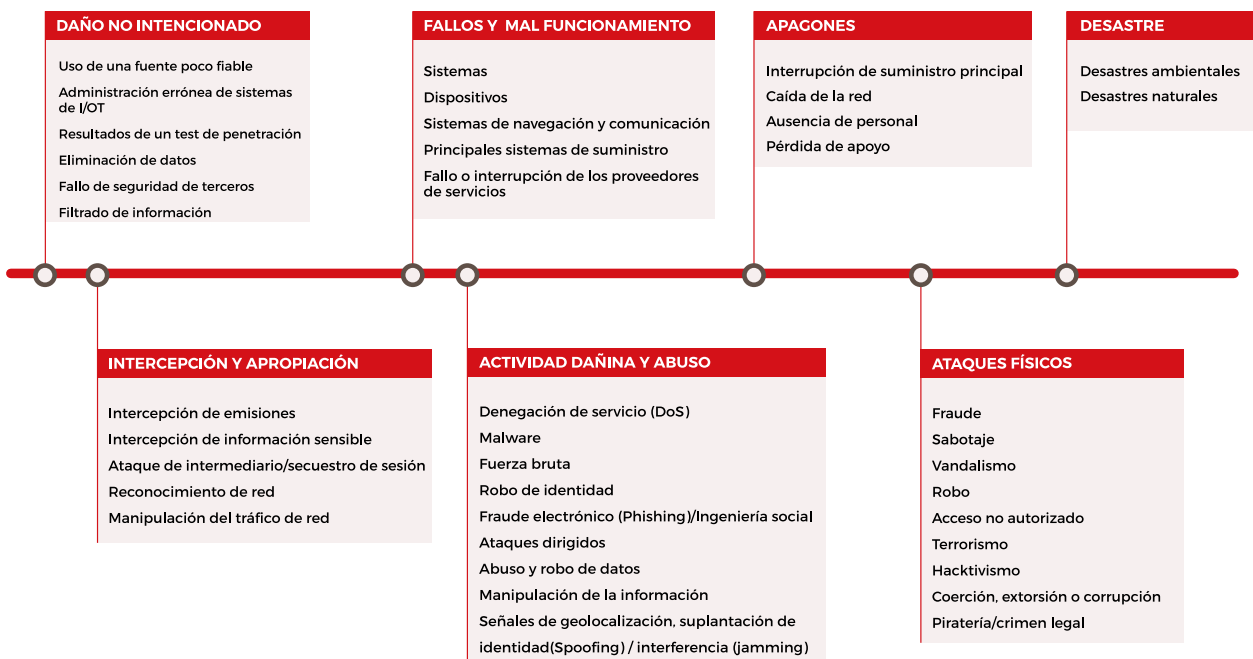 DAÑO NO INTENCIONADO
Uso de una fuente poco fiable
Administración errónea de sistemas
de I/OT
Resultados de un test de penetración
Eliminación de datos
Fallo de seguridad de terceros
Filtrado de información
FALLOS Y MAL FUNCIONAMIENTO
Sistemas
Dispositivos
Sistemas de navegación y comunicación
Principales sistemas de suministro
Fallo o interrupción de los proveedores
de servicios
APAGONES
Interrupción de suministro principal
Caída de la red
Ausencia de personal
Pérdida de apoyo
DESASTRE
Desastres ambientales
Desastres naturales
INTERCEPCIÓN Y APROPIACIÓN
Intercepción de emisiones
Intercepción de información sensible
Ataque de intermediario/secuestro de sesión
Reconocimiento de red
Manipulación del tráfico de red
ACTIVIDAD DAÑINA Y ABUSO
Denegación de servicio (DoS)
Malware
Fuerza bruta
Robo de identidad
Fraude electrónico (Phishing)/Ingeniería social
Ataques dirigidos
Abuso y robo de datos
Manipulación de la información
Señales de geolocalización, suplantación de
identidad(Spoofing) / interferencia (jamming)
ATAQUES FÍSICOS
Fraude
Sabotaje
Vandalismo
Robo
Acceso no autorizado
Terrorismo
Hacktivismo
Coerción, extorsión o corrupción
Piratería/crimen legal